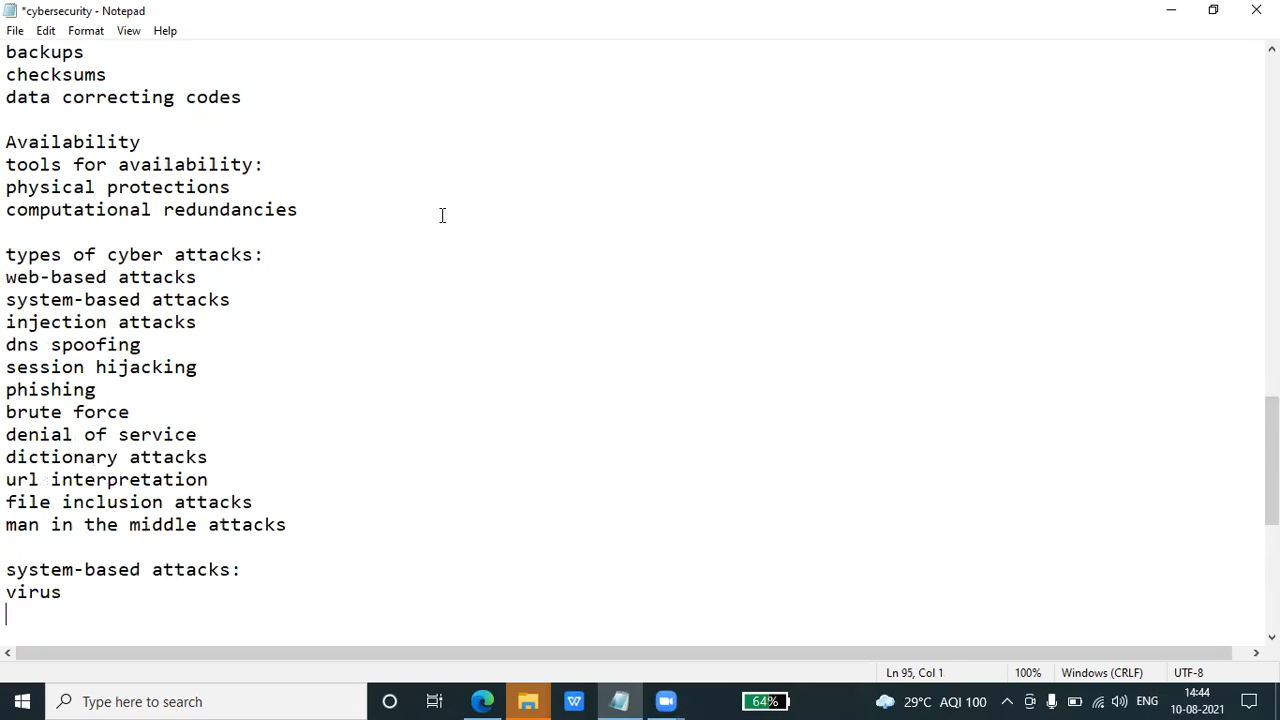 *cybersecurity - Notepad
File Edit Format View Help
backups
checksums
data correcting codes
Availability
tools for availability:
physical protections
computational redundancies
types of cyber attacks:
web-based attacks
system-based attacks
injection attacks
dns spoofing
session hijacking
phishing
brute force
denial of service
dictionary attacks
url interpretation
file inclusion attacks
man in the middle attacks
system-based attacks:
virus
Ln 95, Col 1 100% Windows (CRLF) UTF-8
Type here to search W 64% 29°C AQI 100 ENG 14:44
10-08-2021